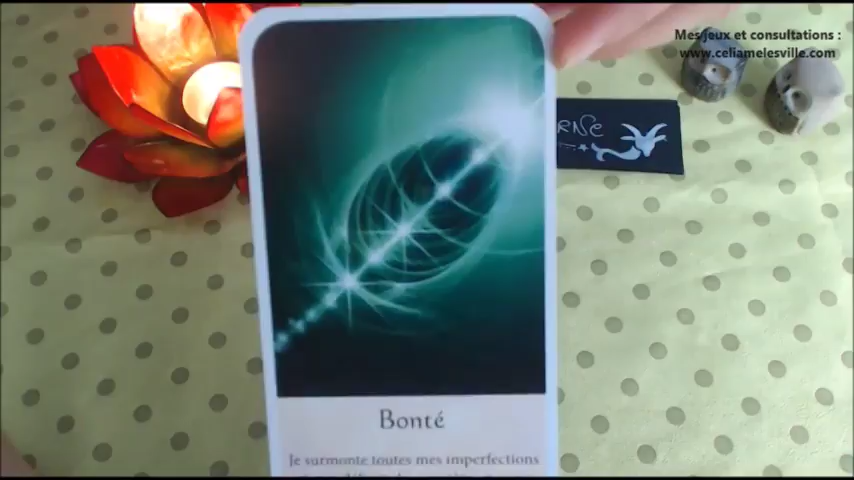 Mes jeux et consultations :
www.celiamelesville.com
Bonté
Je surmonte toutes mes imperfections